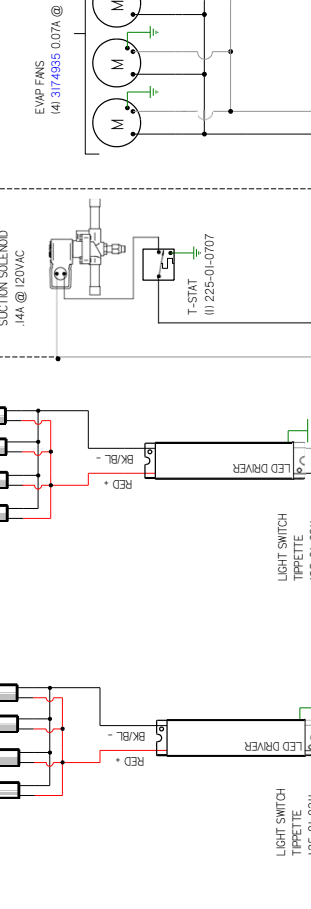 M
M
M
EVAP FANS
(4) 3174935 0.07A @
SUCTION SOLENOID
.14A @ 120VAC
T-STAT
(1) 225-01-0707
BK/BL -
RED +
LED DRIVER
LIGHT SWITCH
TIPPETTE
BK/BL -
RED +
LED DRIVER
LIGHT SWITCH
TIPPETTE